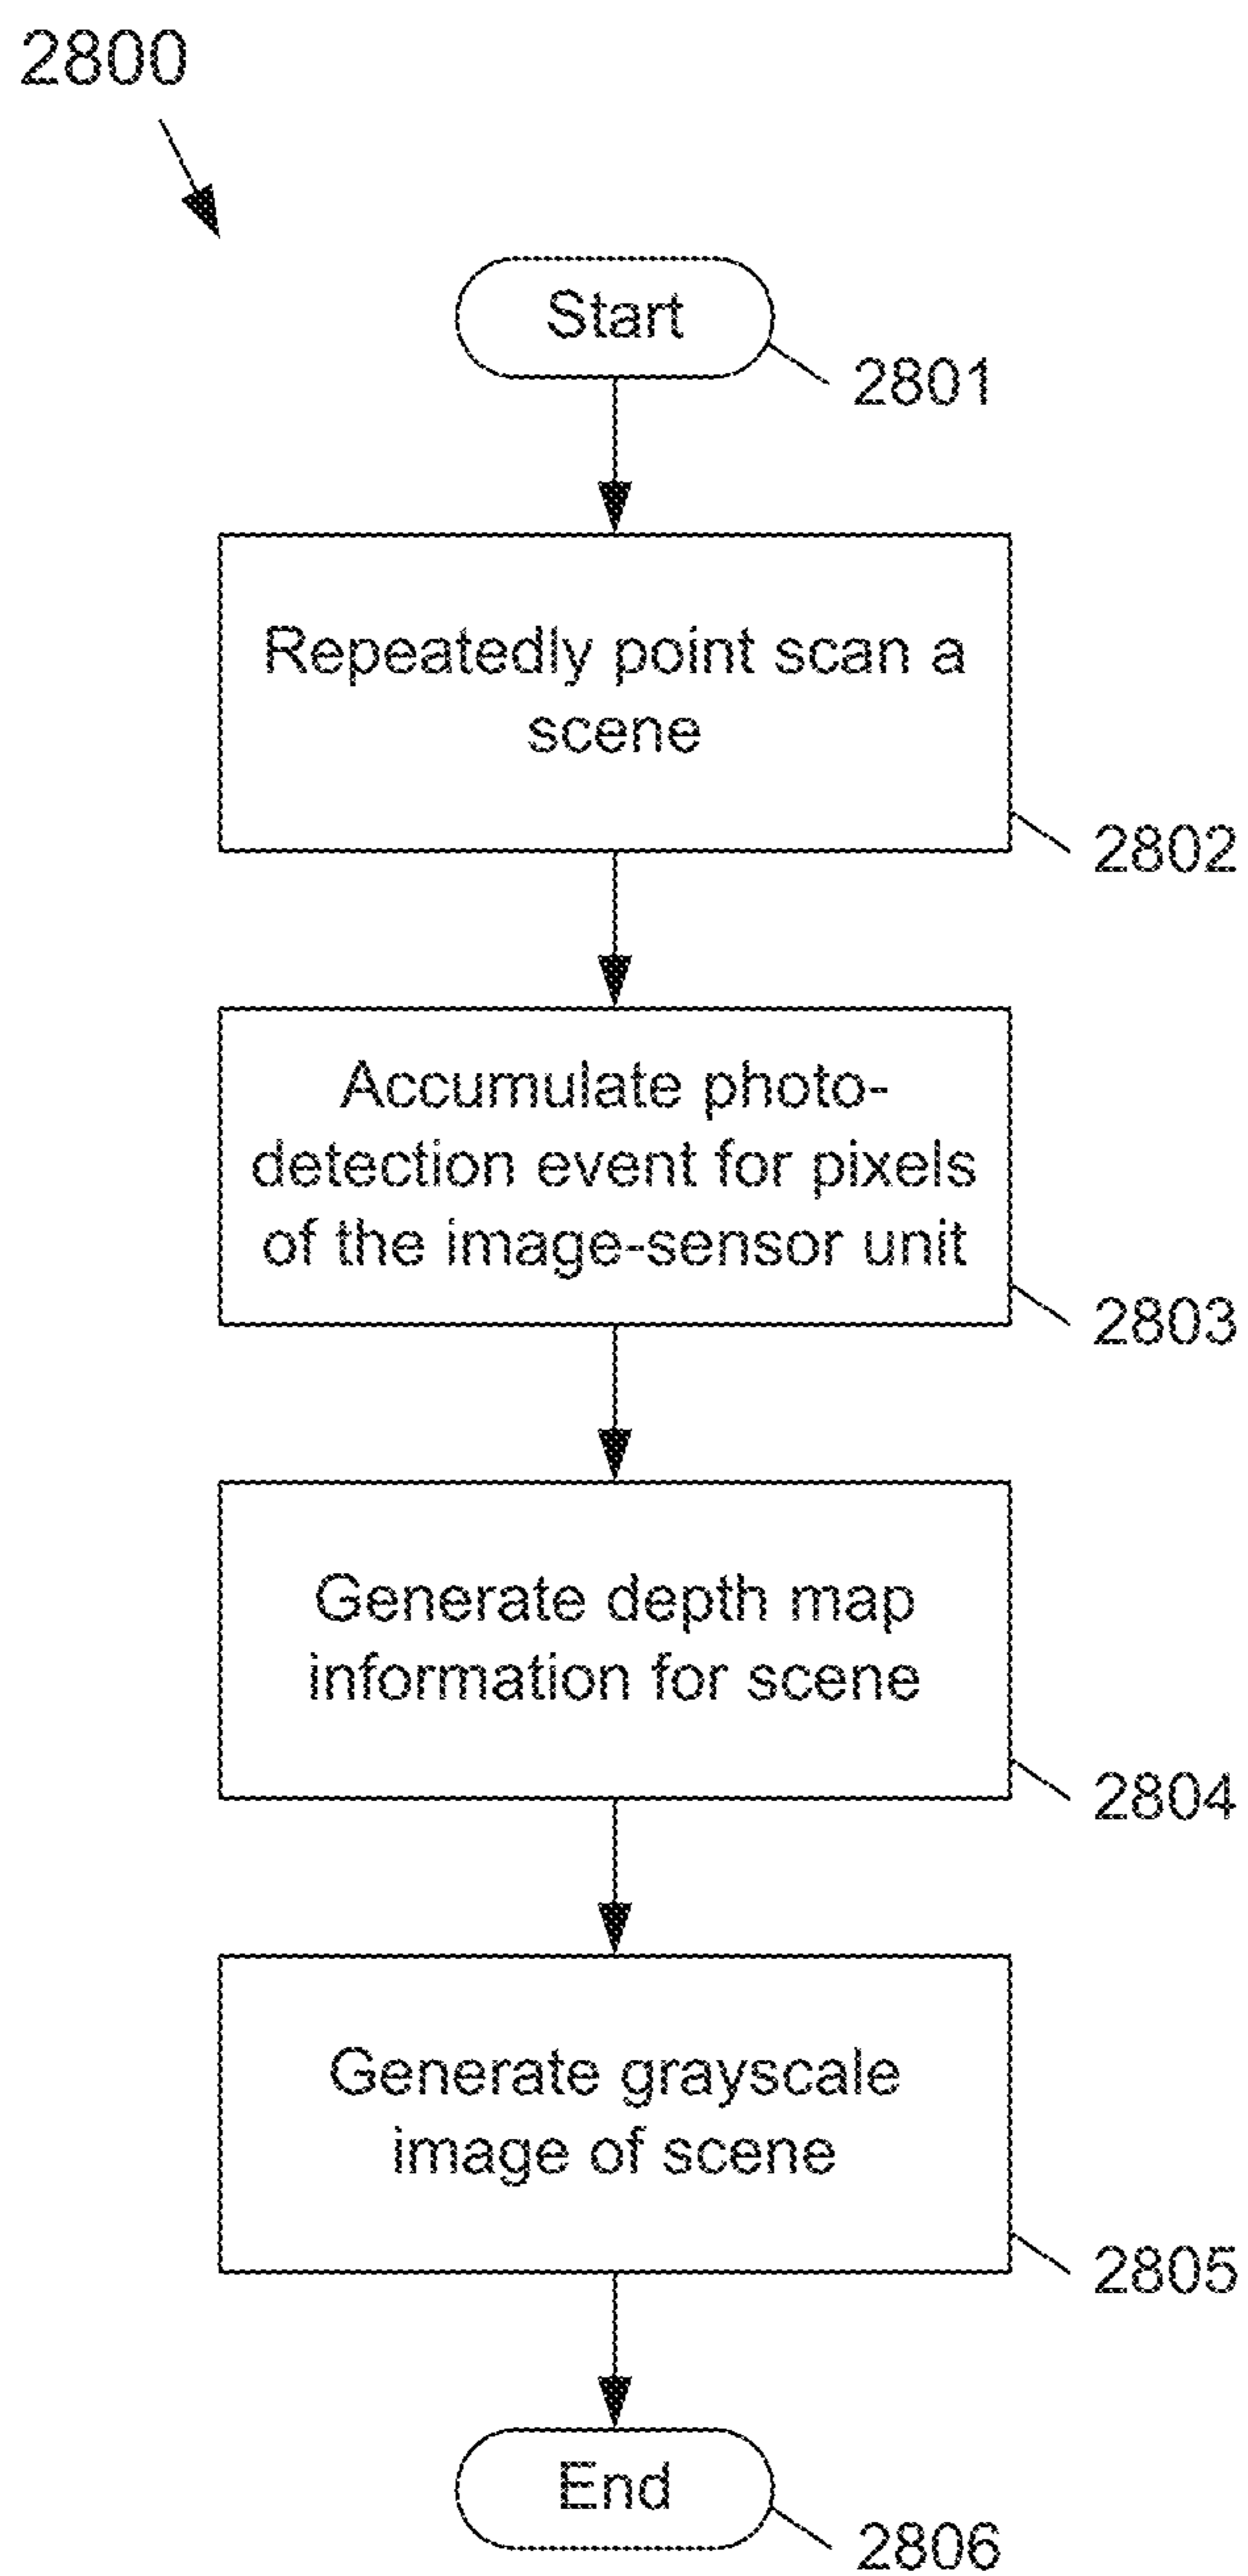 2800
Start
2801
Repeatedly point scan a
scene
2802
Accumulate photo-
detection event for pixels
of the image-sensor unit
2803
Generate depth map
information for scene
2804
Generate grayscale
image of scene
2805
End
2806